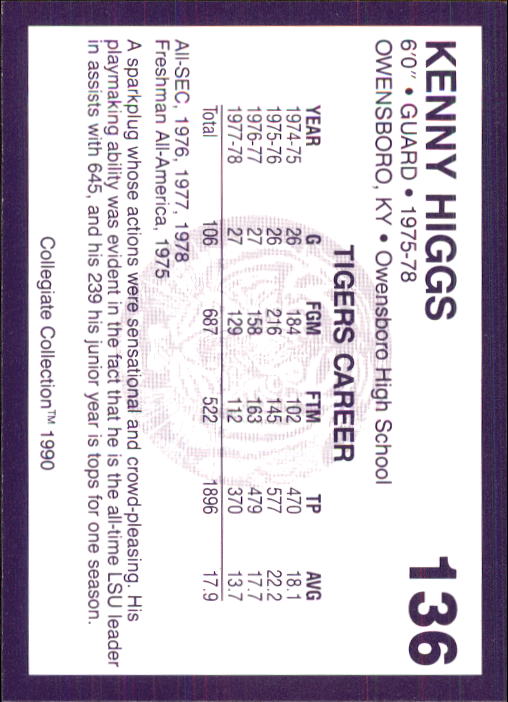 KENNY HIGGS 136
6'0" • GUARD • 1975-78
OWENSBORO, KY • Owensboro High School
TIGERS CAREER
YEAR G FGM FTM TP AVG
1974-75 26 184 102 470 18.1
1975-76 26 216 145 577 22.2
1976-77 27 158 163 479 17.7
1977-78 27 129 112 370 13.7
Total 106 687 522 1896 17.9
All-SEC, 1976, 1977, 1978
Freshman All-America, 1975
A sparkplug whose actions were sensational and crowd-pleasing. His
playmaking ability was evident in the fact that he is the all-time LSU leader
in assists with 645, and his 239 his junior year is tops for one season.
Collegiate Collection™ 1990